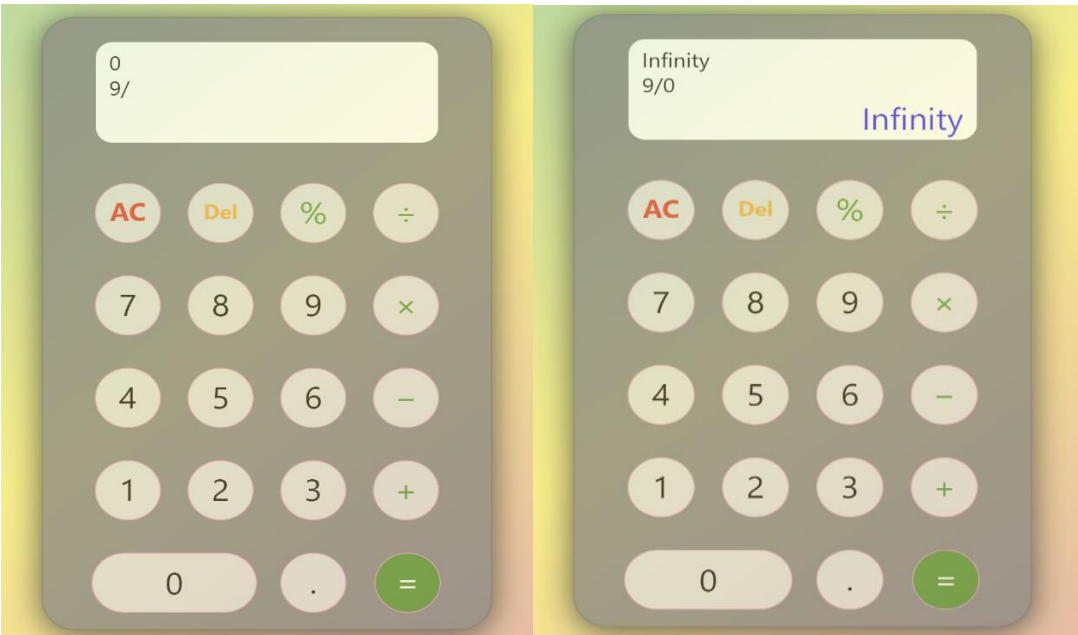 0
9/
AC Del % ÷
7 8 9 ×
4 5 6 −
1 2 3 +
0 . =
Infinity
9/0
Infinity
AC Del % ÷
7 8 9 ×
4 5 6 −
1 2 3 +
0 . =